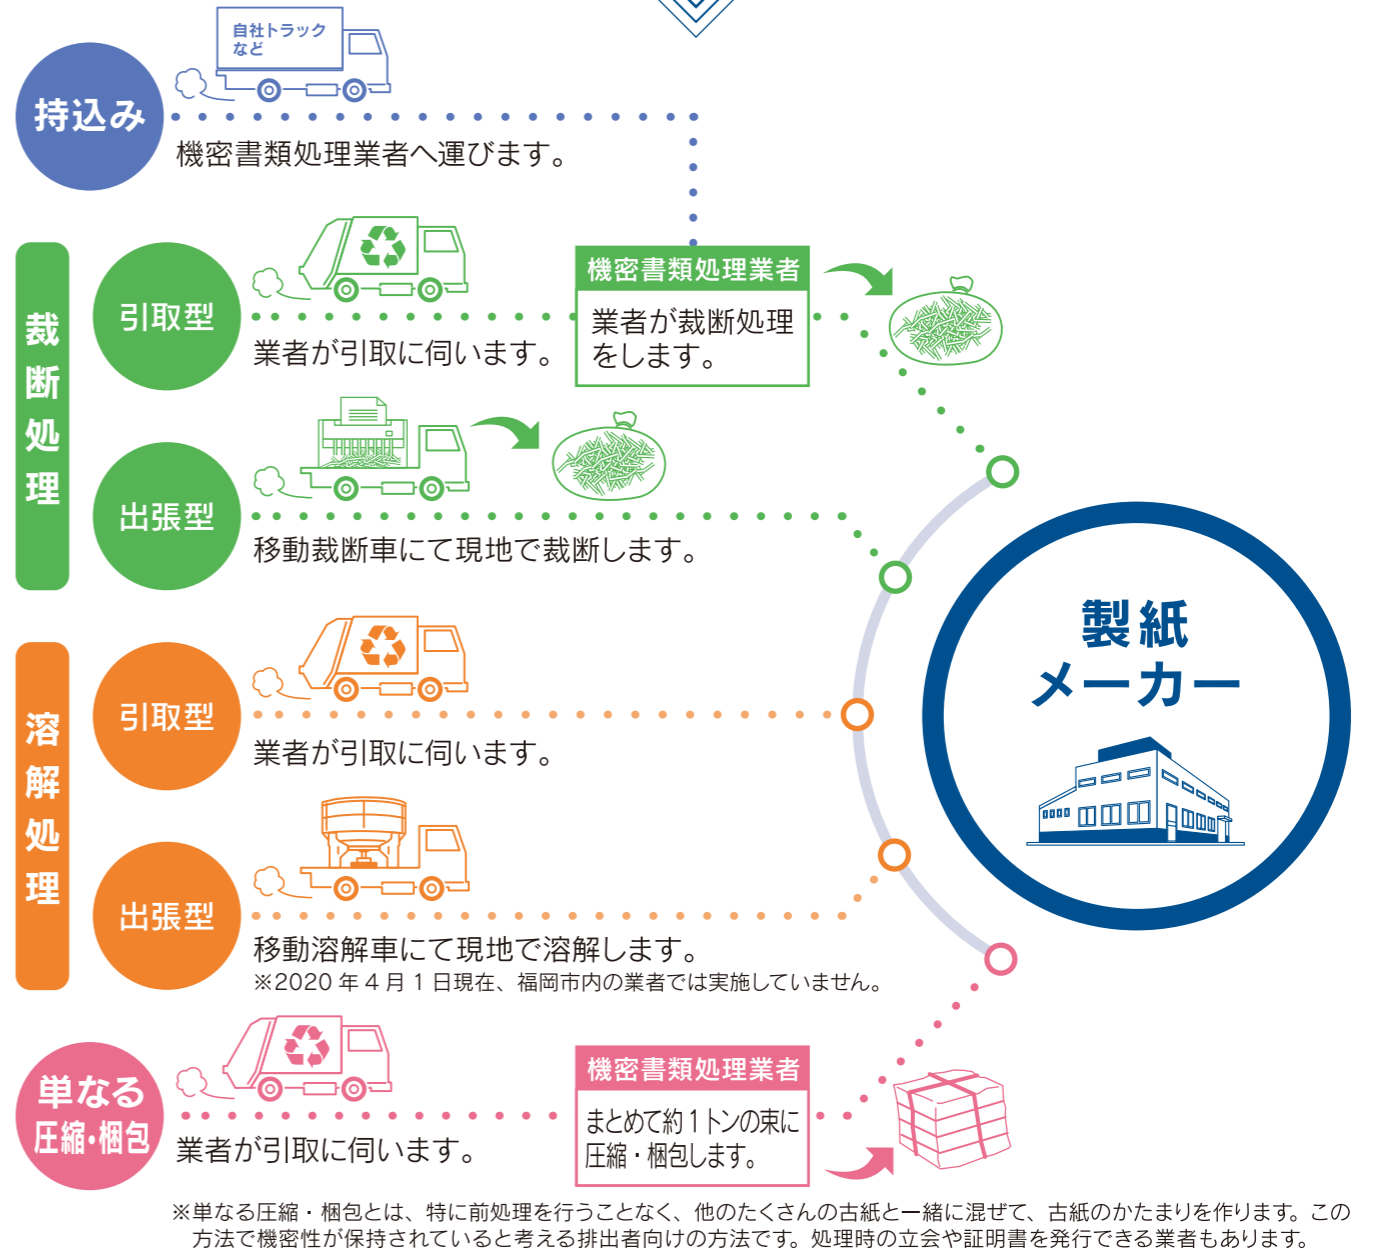 自社トラック
など
持込み
機密書類処理業者へ運びます。
裁断処理
引取型
業者が引取に伺います。
機密書類処理業者
業者が裁断処理
をします。
出張型
移動裁断車にて現地で裁断します。
製紙
メーカー
溶解処理
引取型
業者が引取に伺います。
出張型
移動溶解車にて現地で溶解します。
※2020年4月1日現在、福岡市内の業者では実施していません。
単なる
圧縮・梱包
業者が引取に伺います。
機密書類処理業者
まとめて約1トンの束に
圧縮・梱包します。
※単なる圧縮・梱包とは、特に前処理を行うことなく、他のたくさんの古紙と一緒に混ぜて、古紙のかたまりを作ります。この
方法で機密性が保持されていると考える排出者向けの方法です。処理時の立会や証明書を発行できる業者もあります。